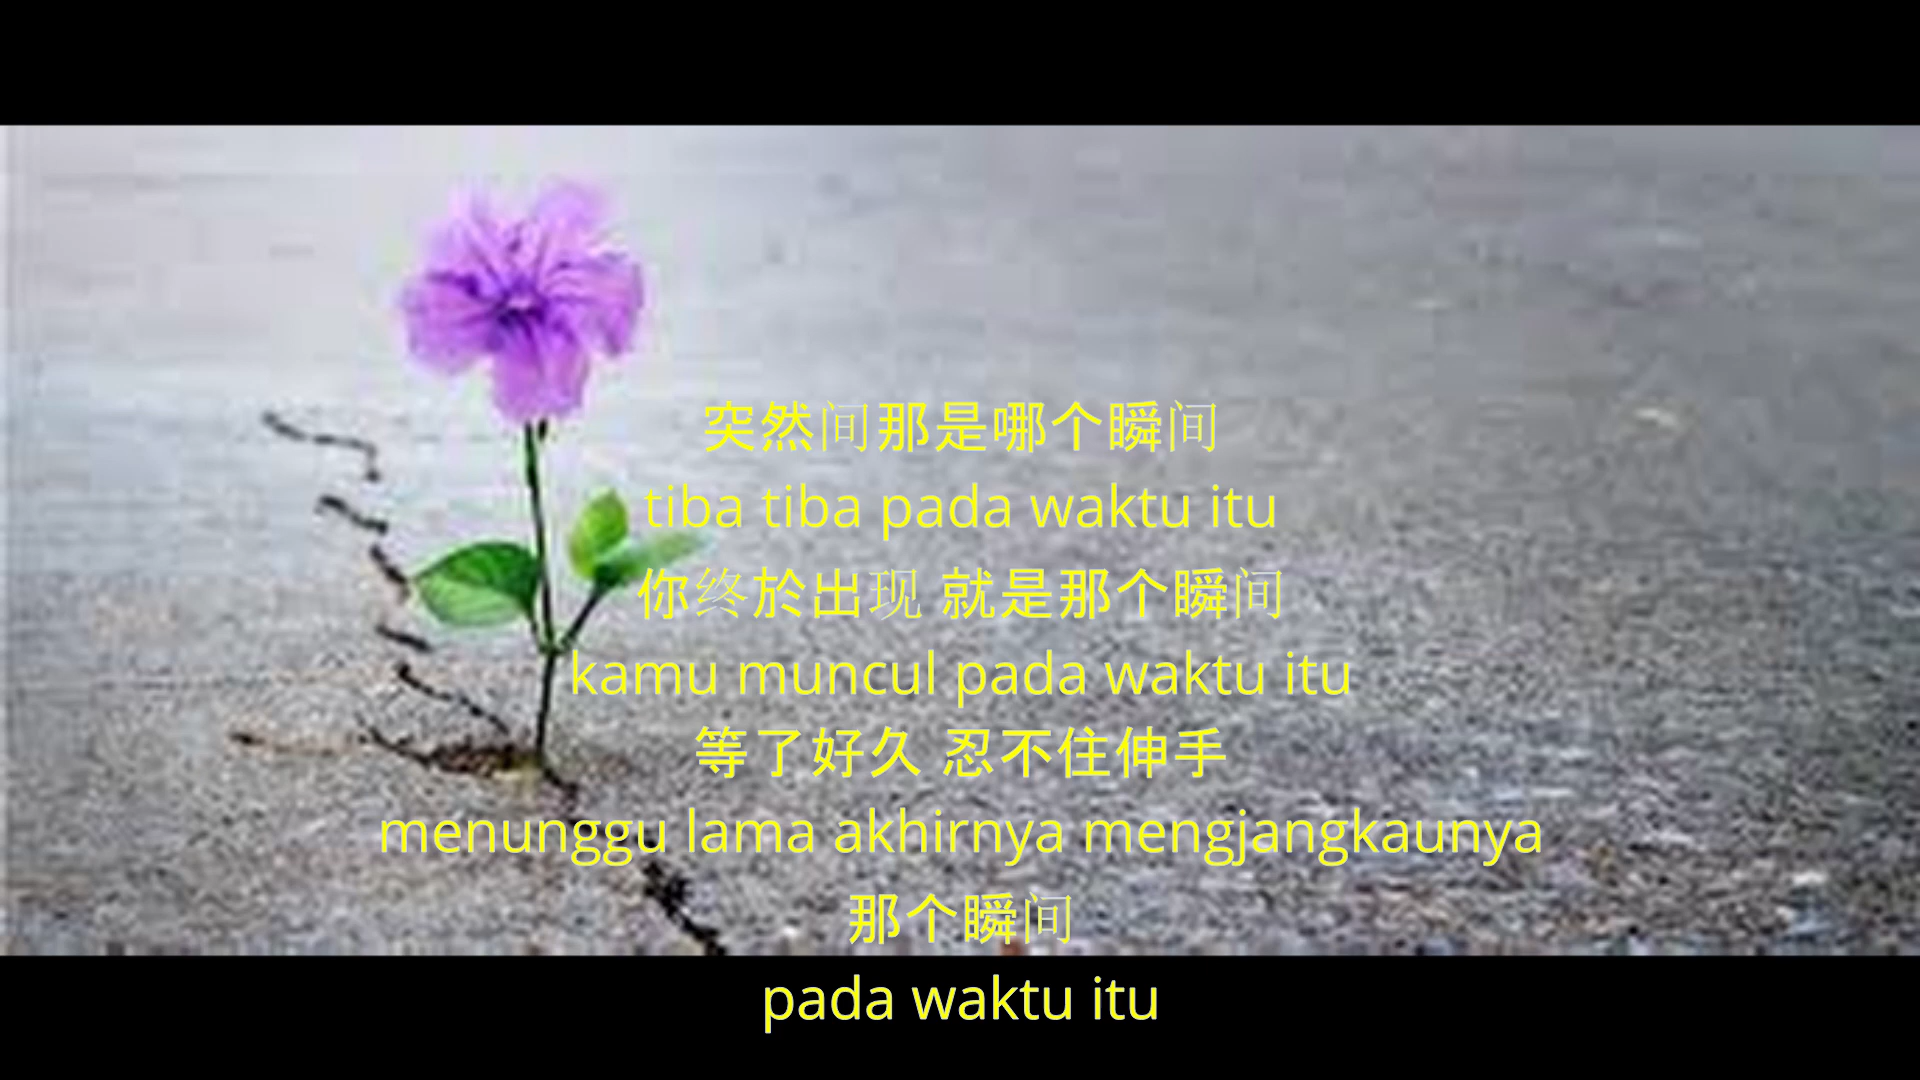 突然间那是哪个瞬间
tiba tiba pada waktu itu
你终於出现 就是那个瞬间
kamu muncul pada waktu itu
等了好久 忍不住伸手
menunggu lama akhirnya mengjangkaunya
那个瞬间
pada waktu itu